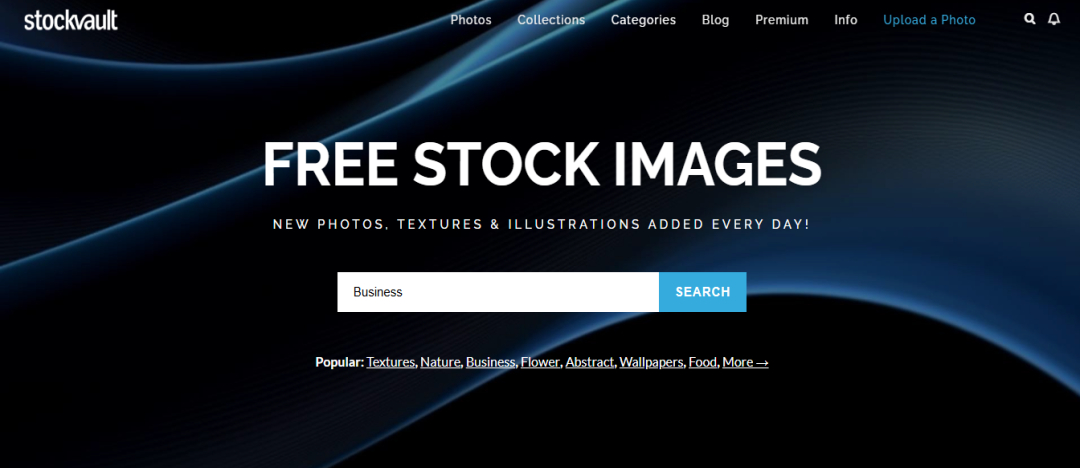 stockvault
Photos Collections Categories Blog Premium Info Upload a Photo
FREE STOCK IMAGES
NEW PHOTOS, TEXTURES & ILLUSTRATIONS ADDED EVERY DAY!
Business SEARCH
Popular: Textures, Nature, Business, Flower, Abstract, Wallpapers, Food, More →